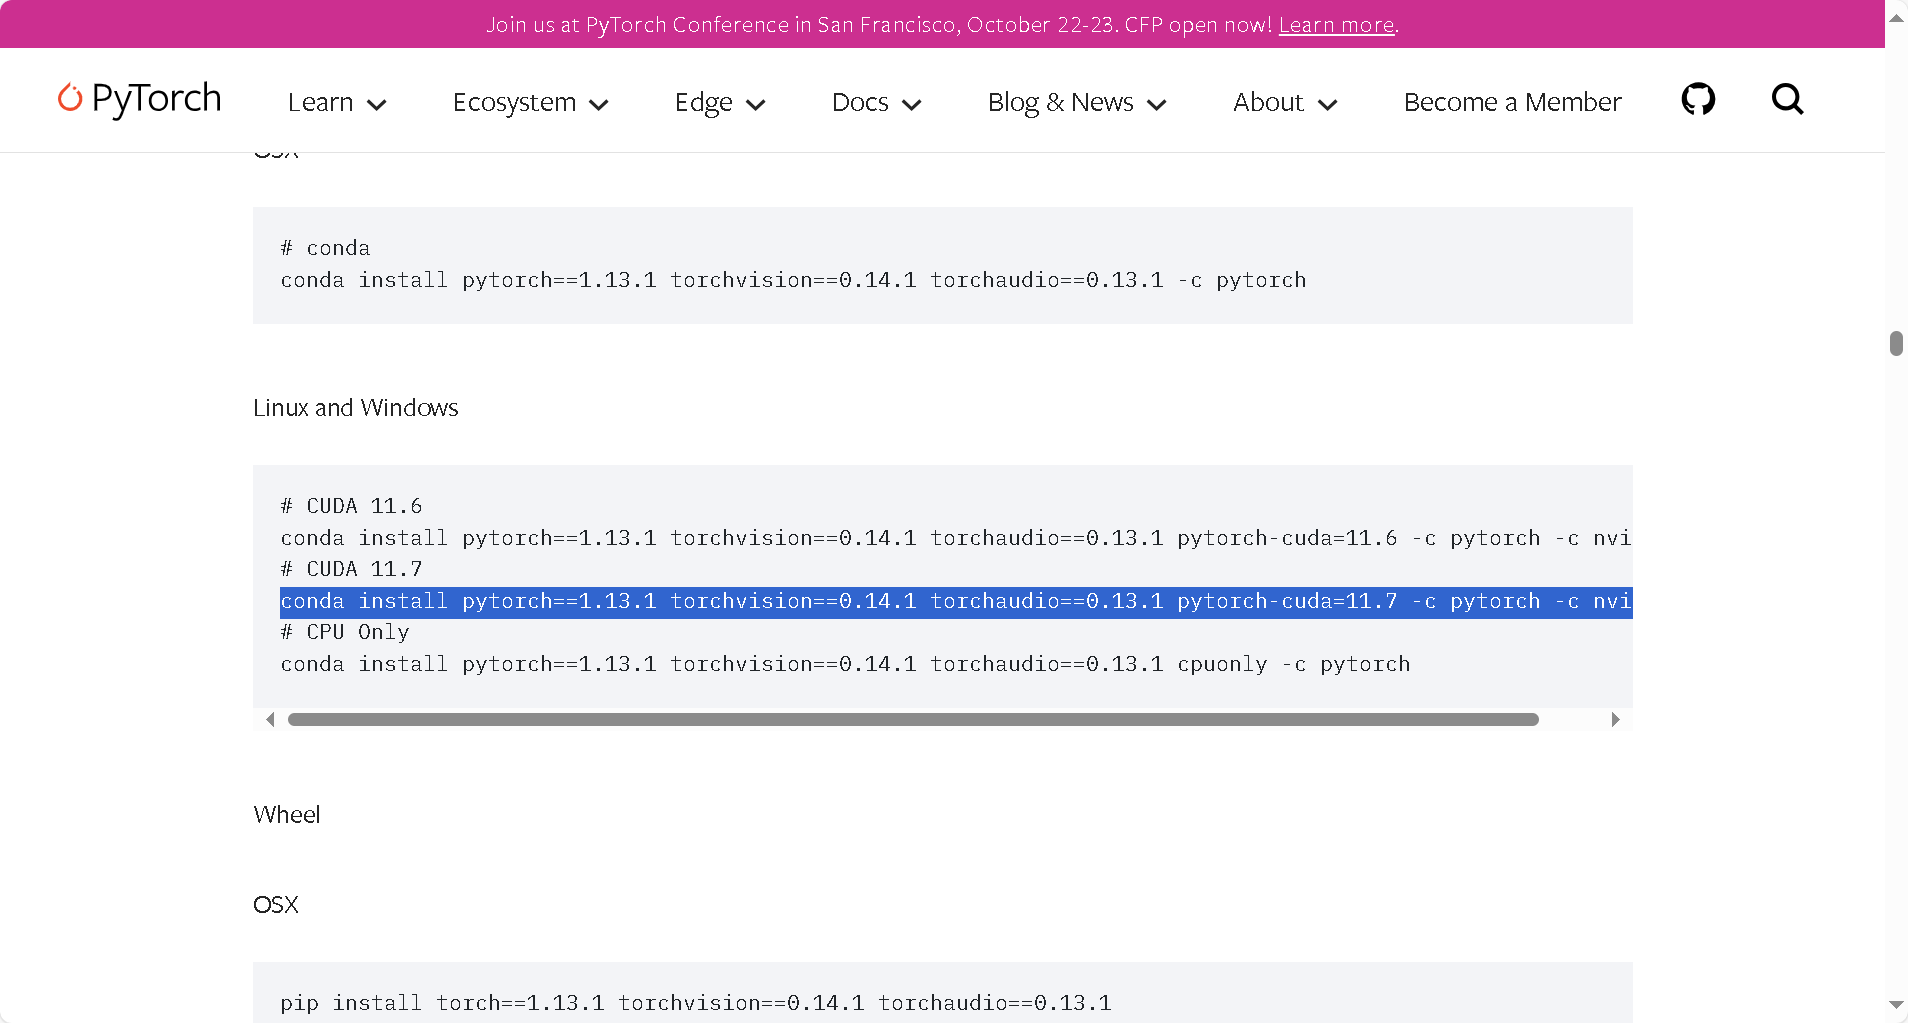 Join us at PyTorch Conference in San Francisco, October 22-23. CFP open now! Learn more.
PyTorch Learn Ecosystem Edge Docs Blog & News About Become a Member
OSX
# conda
conda install pytorch==1.13.1 torchvision==0.14.1 torchaudio==0.13.1 -c pytorch
Linux and Windows
# CUDA 11.6
conda install pytorch==1.13.1 torchvision==0.14.1 torchaudio==0.13.1 pytorch-cuda=11.6 -c pytorch -c nvi
# CUDA 11.7
conda install pytorch==1.13.1 torchvision==0.14.1 torchaudio==0.13.1 pytorch-cuda=11.7 -c pytorch -c nvi
# CPU Only
conda install pytorch==1.13.1 torchvision==0.14.1 torchaudio==0.13.1 cpuonly -c pytorch
Wheel
OSX
pip install torch==1.13.1 torchvision==0.14.1 torchaudio==0.13.1